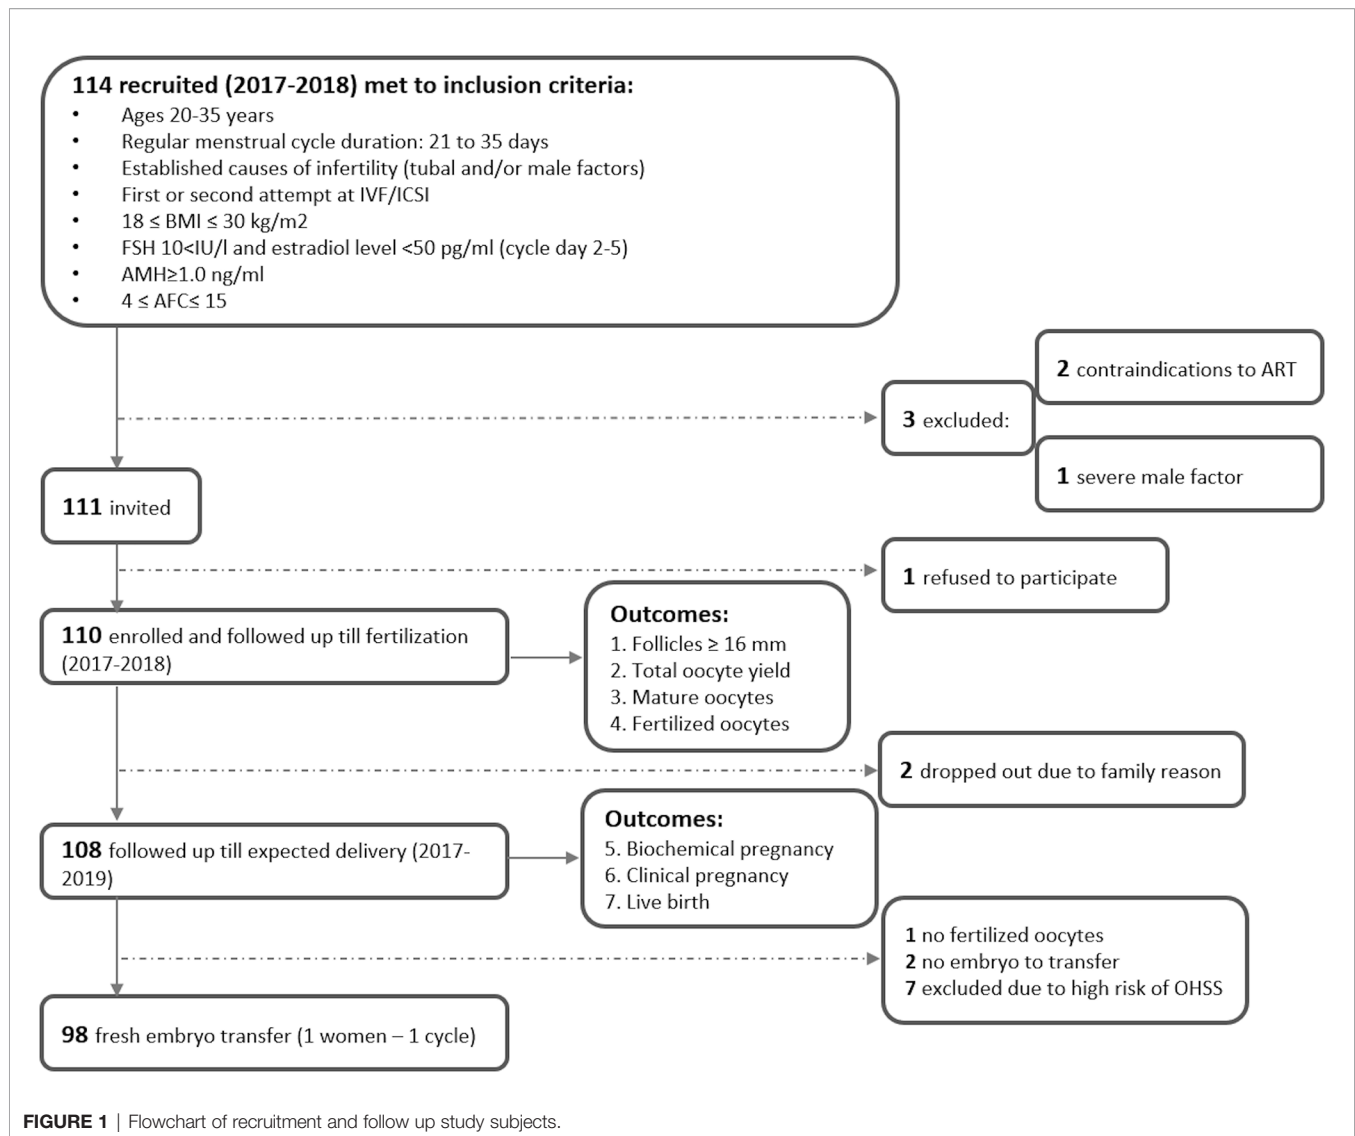 114 recruited (2017-2018) met to inclusion criteria:
• Ages 20-35 years
• Regular menstrual cycle duration: 21 to 35 days
• Established causes of infertility (tubal and/or male factors)
• First or second attempt at IVF/ICSI
• 18 ≤ BMI ≤ 30 kg/m2
• FSH 10<IU/l and estradiol level <50 pg/ml (cycle day 2-5)
• AMH≥1.0 ng/ml
• 4 ≤ AFC≤ 15
2 contraindications to ART
3 excluded:
1 severe male factor
111 invited
1 refused to participate
110 enrolled and followed up till fertilization
(2017-2018)
Outcomes:
1. Follicles ≥ 16 mm
2. Total oocyte yield
3. Mature oocytes
4. Fertilized oocytes
2 dropped out due to family reason
108 followed up till expected delivery (2017-
2019)
Outcomes:
5. Biochemical pregnancy
6. Clinical pregnancy
7. Live birth
1 no fertilized oocytes
2 no embryo to transfer
7 excluded due to high risk of OHSS
98 fresh embryo transfer (1 women – 1 cycle)
FIGURE 1 | Flowchart of recruitment and follow up study subjects.